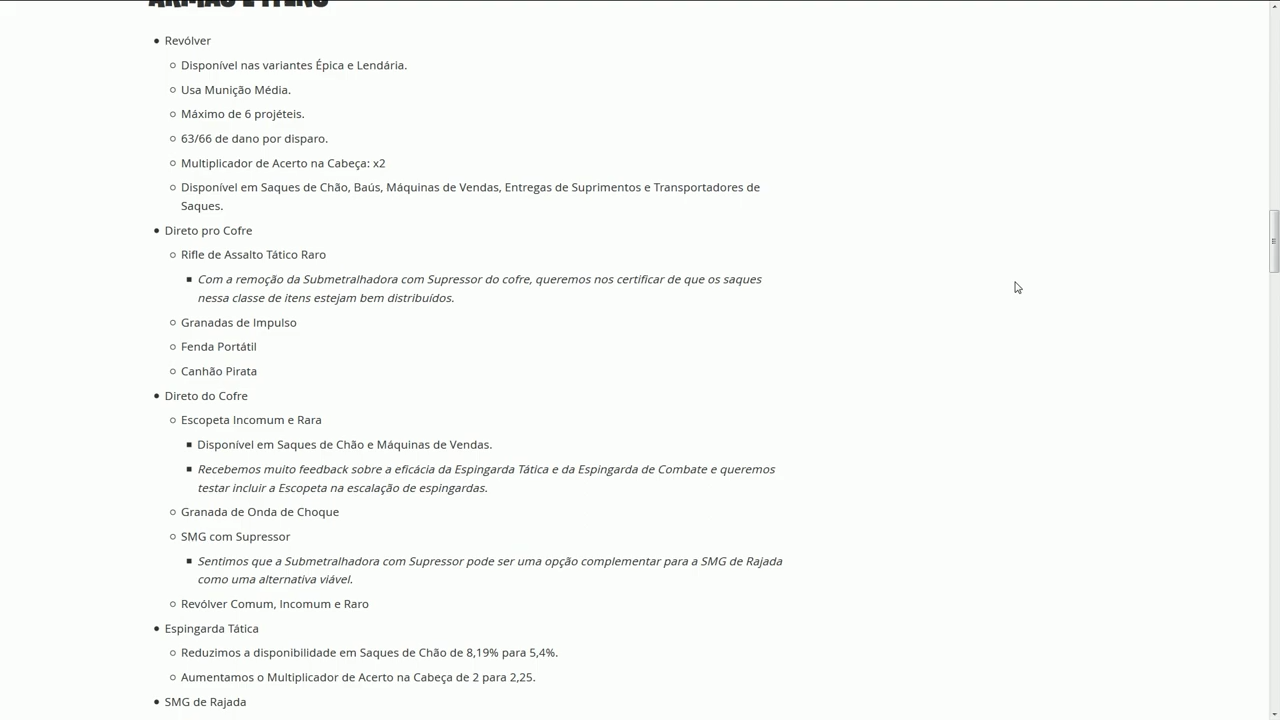 ARMAS E ITENS
Revólver
Disponível nas variantes Épica e Lendária.
Usa Munição Média.
Máximo de 6 projéteis.
63/66 de dano por disparo.
Multiplicador de Acerto na Cabeça: x2
Disponível em Saques de Chão, Baús, Máquinas de Vendas, Entregas de Suprimentos e Transportadores de
Saques.
Direto pro Cofre
Rifle de Assalto Tático Raro
Com a remoção da Submetralhadora com Supressor do cofre, queremos nos certificar de que os saques
nessa classe de itens estejam bem distribuídos.
Granadas de Impulso
Fenda Portátil
Canhão Pirata
Direto do Cofre
Escopeta Incomum e Rara
Disponível em Saques de Chão e Máquinas de Vendas.
Recebemos muito feedback sobre a eficácia da Espingarda Tática e da Espingarda de Combate e queremos
testar incluir a Escopeta na escalação de espingardas.
Granada de Onda de Choque
SMG com Supressor
Sentimos que a Submetralhadora com Supressor pode ser uma opção complementar para a SMG de Rajada
como uma alternativa viável.
Revólver Comum, Incomum e Raro
Espingarda Tática
Reduzimos a disponibilidade em Saques de Chão de 8,19% para 5,4%.
Aumentamos o Multiplicador de Acerto na Cabeça de 2 para 2,25.
SMG de Rajada